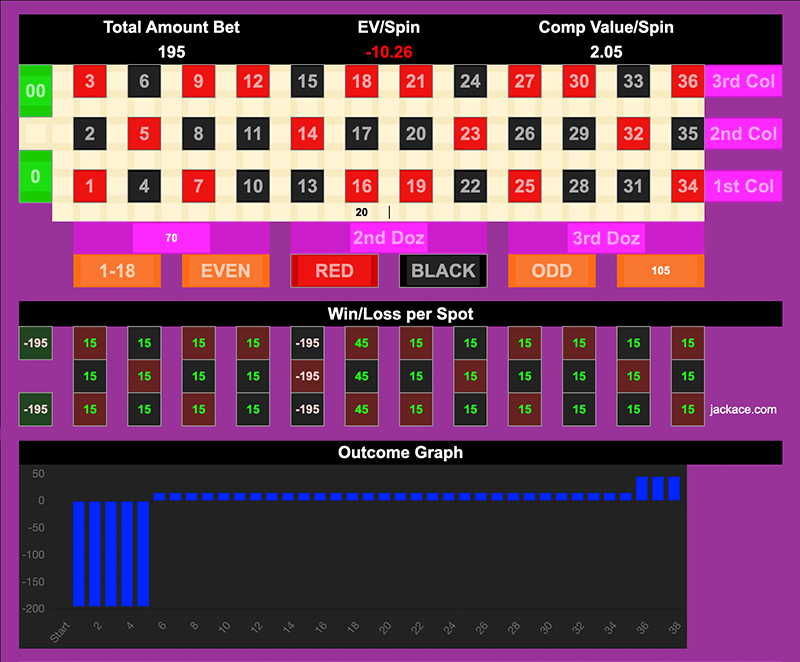 Total Amount Bet EV/Spin Comp Value/Spin
195 -10.26 2.05
00 3 6 9 12 15 18 21 24 27 30 33 36 3rd Col
2 5 8 11 14 17 20 23 26 29 32 35 2nd Col
0 1 4 7 10 13 16 19 22 25 28 31 34 1st Col
20
70 2nd Doz 3rd Doz
1-18 EVEN RED BLACK ODD 105
Win/Loss per Spot
-195 15 15 15 15 -195 45 15 15 15 15 15 15
15 15 15 15 -195 45 15 15 15 15 15 15
-195 15 15 15 15 -195 45 15 15 15 15 15 15 jackace.com
Outcome Graph
50
0
-50
-100
-150
-200
Start 2 4 6 8 10 12 14 16 18 20 22 24 26 28 30 32 34 36 38